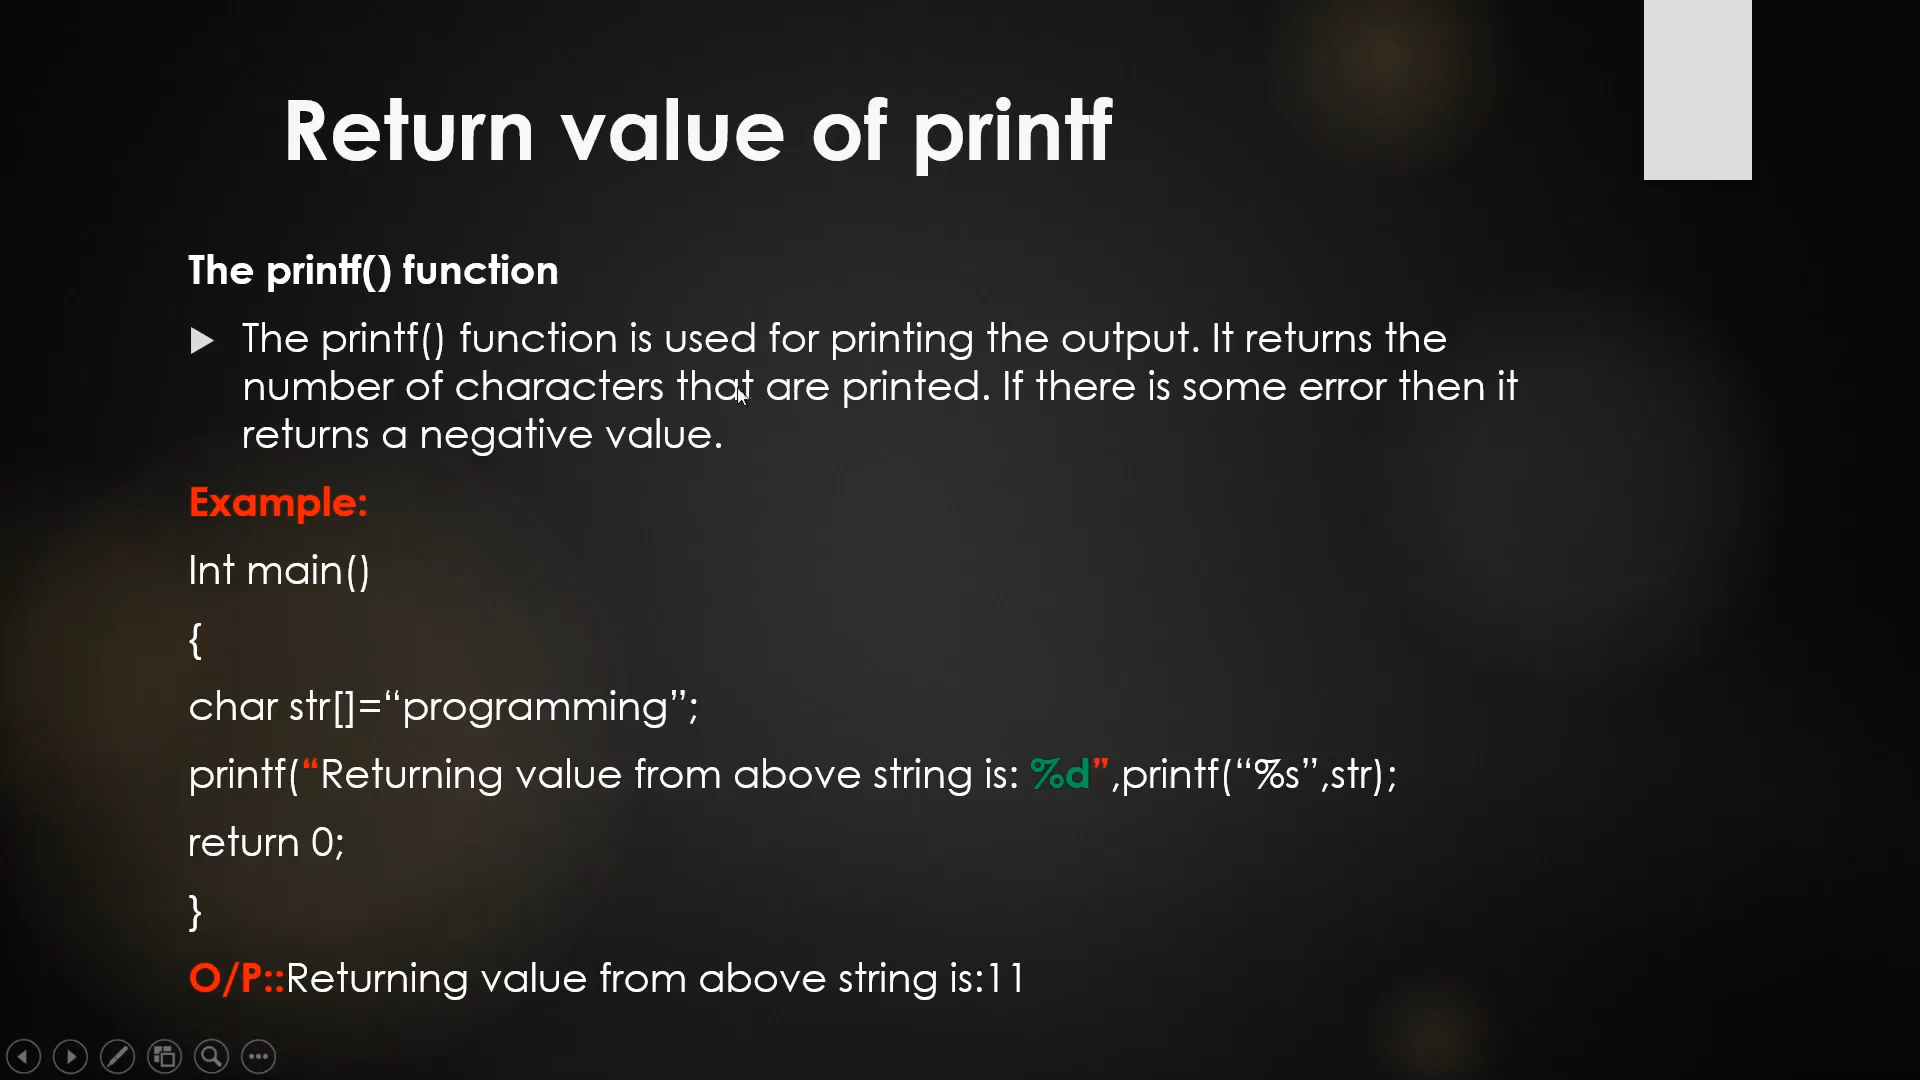 Return value of printf
The printf() function
The printf() function is used for printing the output. It returns the
number of characters that are printed. If there is some error then it
returns a negative value.
Example:
Int main()
{
char str[]=“programming”;
printf(“Returning value from above string is: %d”,printf(“%s”,str);
return 0;
}
O/P::Returning value from above string is:11